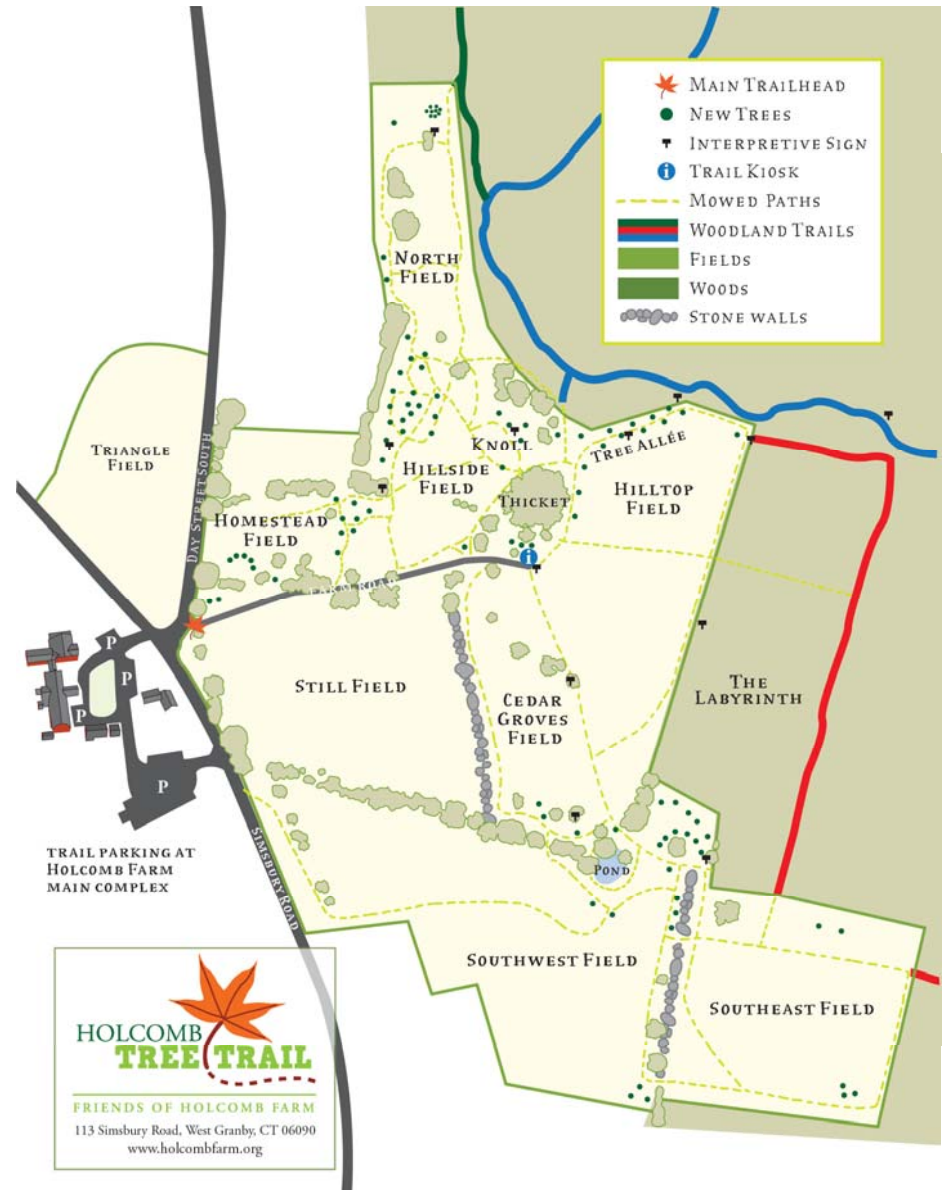 MAIN TRAILHEAD
NEW TREES
INTERPRETIVE SIGN
i
TRAIL KIOSK
MOWED PATHS
WOODLAND TRAILS
FIELDS
WOODS
STONE WALLS
NORTH
FIELD
TRIANGLE
FIELD
DAY STREET SOUTH
KNOLL
TREE ALLÉE
HILLSIDE
FIELD
THICKET
HILLTOP
FIELD
HOMESTEAD
FIELD
i
FARM ROAD
P
P
P
P
STILL FIELD
CEDAR
GROVES
FIELD
THE
LABYRINTH
TRAIL PARKING AT
HOLCOMB FARM
MAIN COMPLEX
SIMSBURY ROAD
POND
SOUTHWEST FIELD
SOUTHEAST FIELD
HOLCOMB
TREE TRAIL
FRIENDS OF HOLCOMB FARM
113 Simsbury Road, West Granby, CT 06090
www.holcombfarm.org